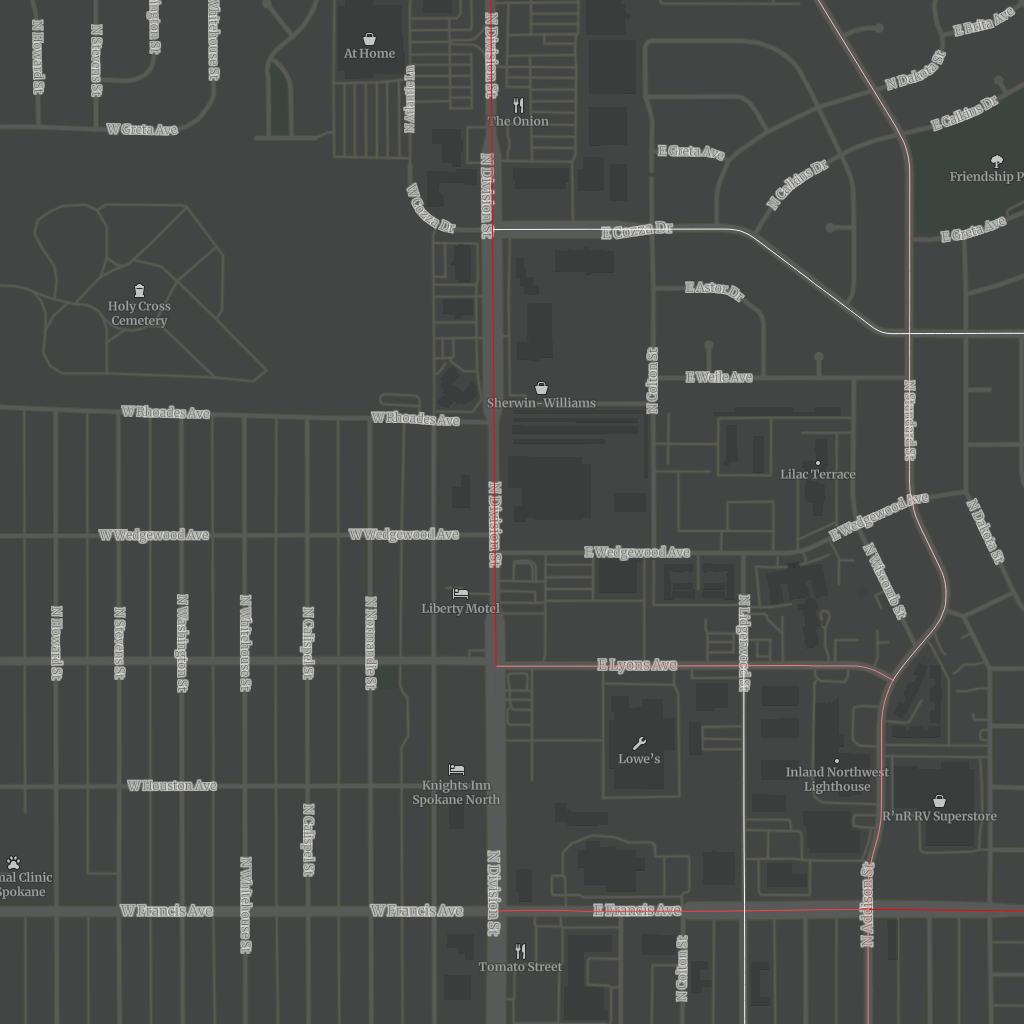 N Howard St
N Stevens St
ington St
Whitehouse St
At Home
N Atlantic Ln
N Division St
The Onion
E Brita Ave
N Dakota St
E Calkins Dr
W Greta Ave
E Greta Ave
N Calkins Dr
Friendship P
W Cozza Dr
N Division St
E Cozza Dr
E Greta Ave
Holy Cross
Cemetery
E Astor Dr
N Colton St
E Weile Ave
Sherwin-Williams
N Standard St
W Rhoades Ave
W Rhoades Ave
Lilac Terrace
N Division St
E Wedgewood Ave
N Dakota St
W Wedgewood Ave
W Wedgewood Ave
E Wedgewood Ave
N Wiscomb St
Liberty Motel
N Howard St
N Stevens St
N Washington St
N Whitehouse St
N Calispel St
N Normandie St
N Lidgerwood St
E Lyons Ave
Lowe's
Inland Northwest
Lighthouse
Knights Inn
Spokane North
W Houston Ave
R'nR RV Superstore
N Calispel St
mal Clinic
Spokane
N Whitehouse St
N Division St
N Addison St
W Francis Ave
W Francis Ave
E Francis Ave
N Colton St
Tomato Street